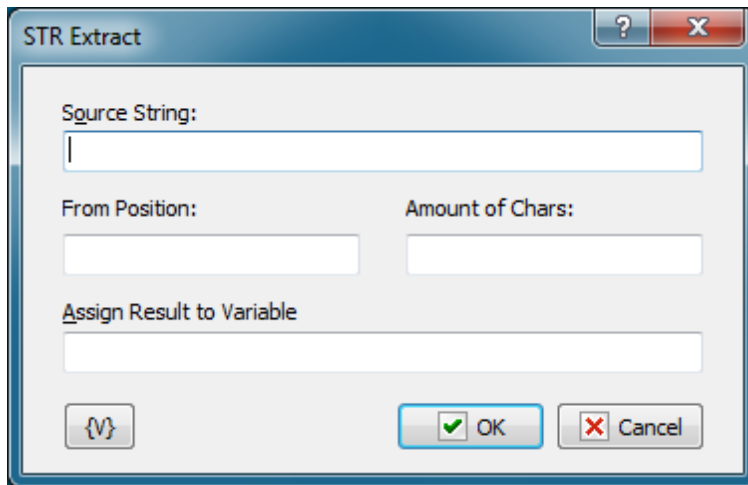 STR Extract
?
Source String:
From Position: Amount of Chars:
Assign Result to Variable
{V} OK Cancel